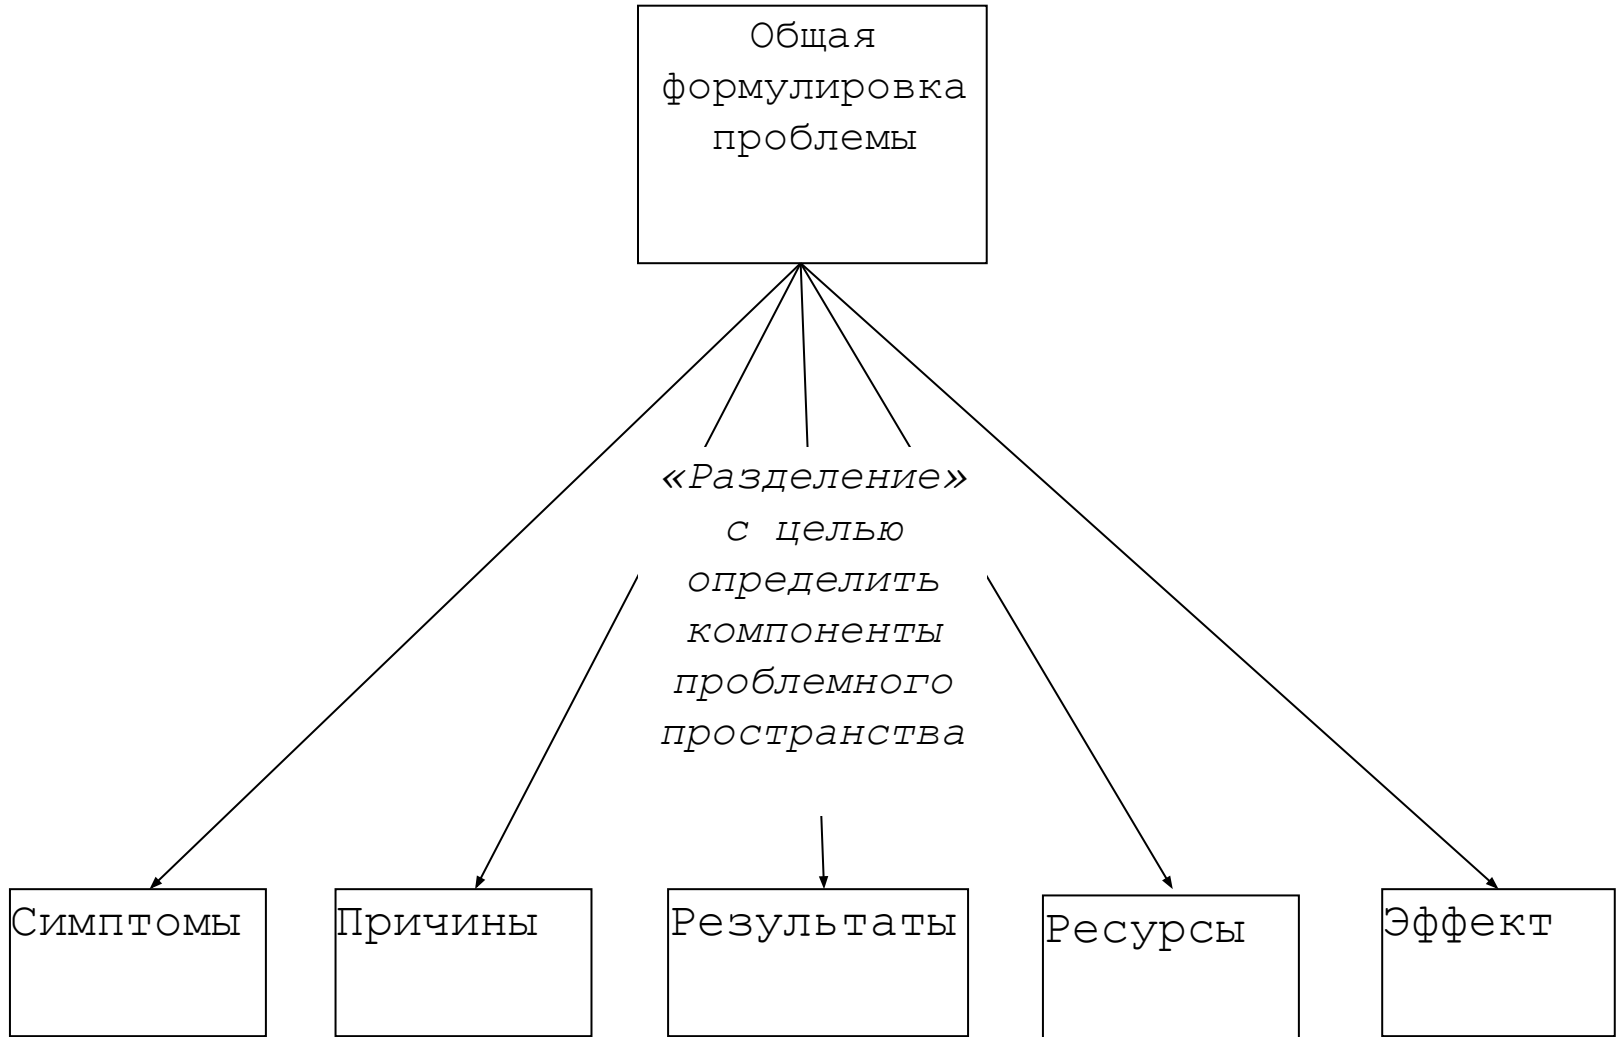 Общая
формулировка
проблемы
«Разделение»
с целью
определить
компоненты
проблемного
пространства
Симптомы
Причины
Результаты
Ресурсы
Эффект